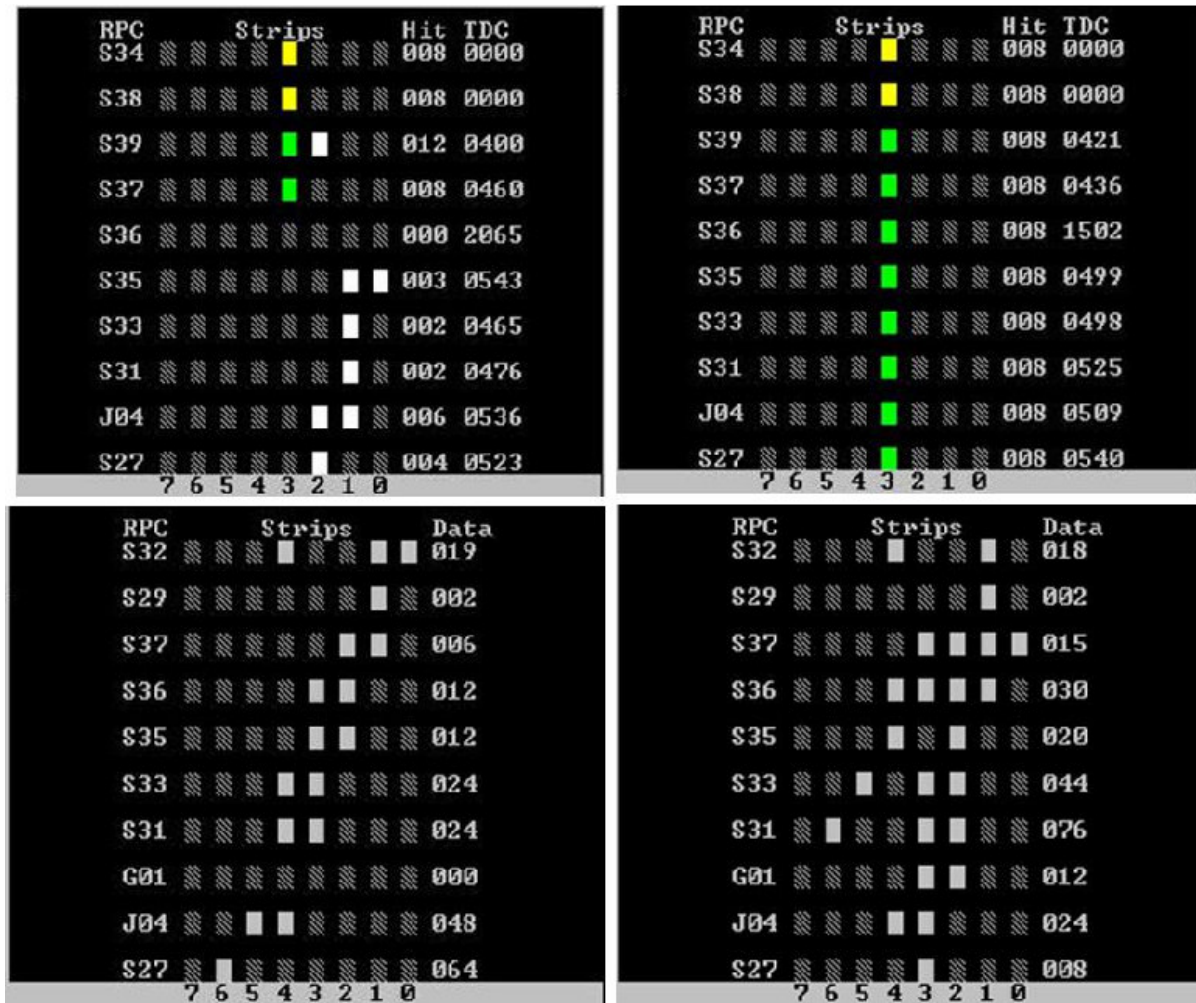 RPC Strips Hit TDC
S34 008 0000
S38 008 0000
S39 012 0400
S37 008 0460
S36 000 2065
S35 003 0543
S33 002 0465
S31 002 0476
J04 006 0536
S27 004 0523
7 6 5 4 3 2 1 0
RPC Strips Hit TDC
S34 008 0000
S38 008 0000
S39 008 0421
S37 008 0436
S36 008 1502
S35 008 0499
S33 008 0498
S31 008 0525
J04 008 0509
S27 008 0540
7 6 5 4 3 2 1 0
RPC Strips Data
S32 019
S29 002
S37 006
S36 012
S35 012
S33 024
S31 024
G01 000
J04 048
S27 064
7 6 5 4 3 2 1 0
RPC Strips Data
S32 018
S29 002
S37 015
S36 030
S35 020
S33 044
S31 076
G01 012
J04 024
S27 008
7 6 5 4 3 2 1 0